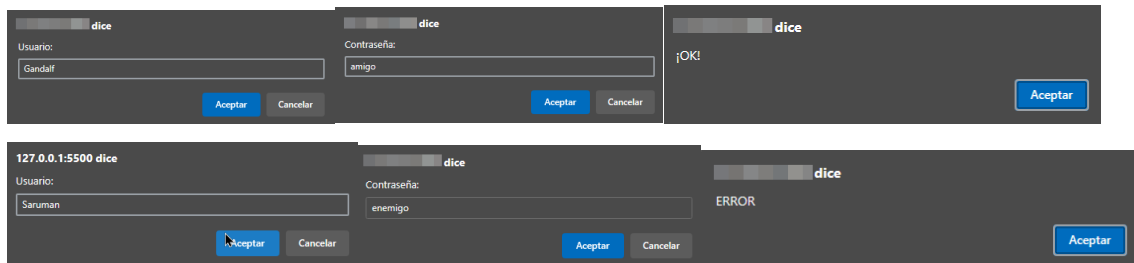 dice
Usuario:
Gandalf
Aceptar Cancelar
dice
Contraseña:
amigo
Aceptar Cancelar
dice
¡OK!
Aceptar
127.0.0.1:5500 dice
Usuario:
Saruman
Aceptar Cancelar
dice
Contraseña:
enemigo
Aceptar Cancelar
dice
ERROR
Aceptar